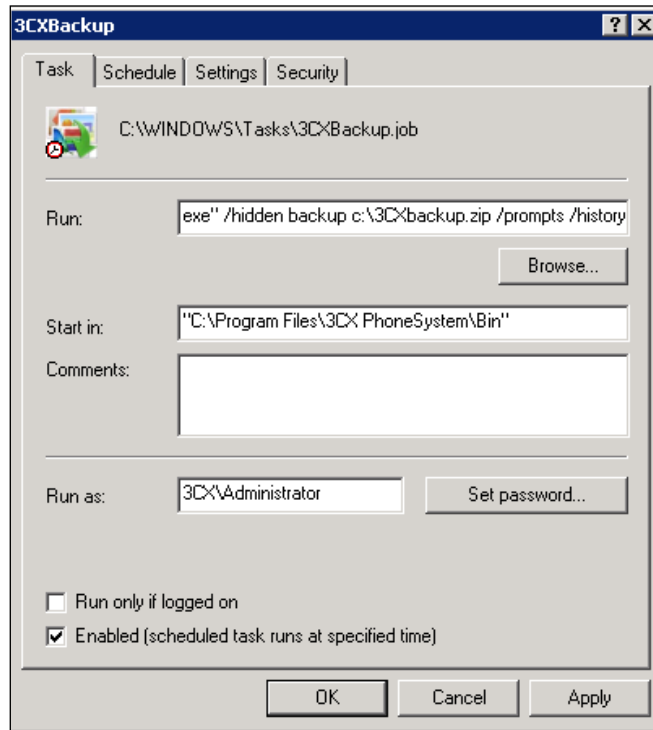 3CXBackup
Task Schedule Settings Security
C:\WINDOWS\Tasks\3CXBackup.job
Run: exe" /hidden backup c:\3CXbackup.zip /prompts /history
Browse...
Start in: "C:\Program Files\3CX PhoneSystem\Bin"
Comments:
Run as: 3CX\Administrator Set password...
Run only if logged on
Enabled (scheduled task runs at specified time)
OK Cancel Apply